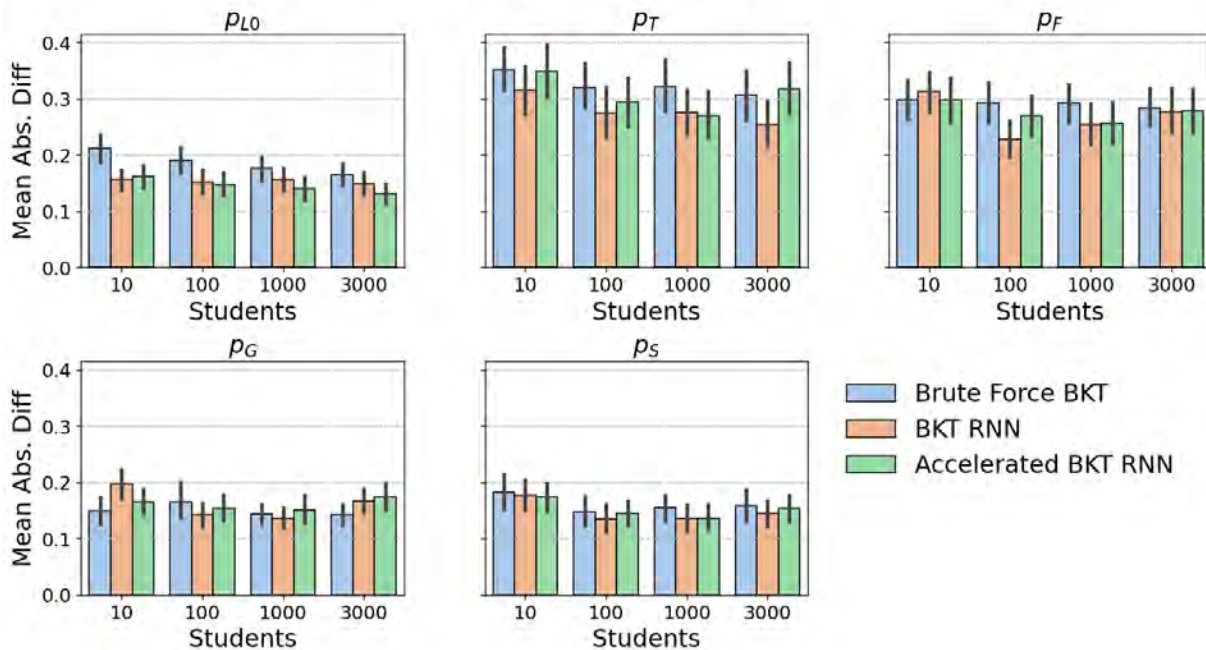 p_{L0}
p_T
p_F
Mean Abs. Diff
0.4
0.3
0.2
0.1
0.0
10 100 1000 3000
10 100 1000 3000
10 100 1000 3000
Students
Students
Students
p_G
p_S
Mean Abs. Diff
0.4
0.3
0.2
0.1
0.0
10 100 1000 3000
10 100 1000 3000
Students
Students
Brute Force BKT
BKT RNN
Accelerated BKT RNN